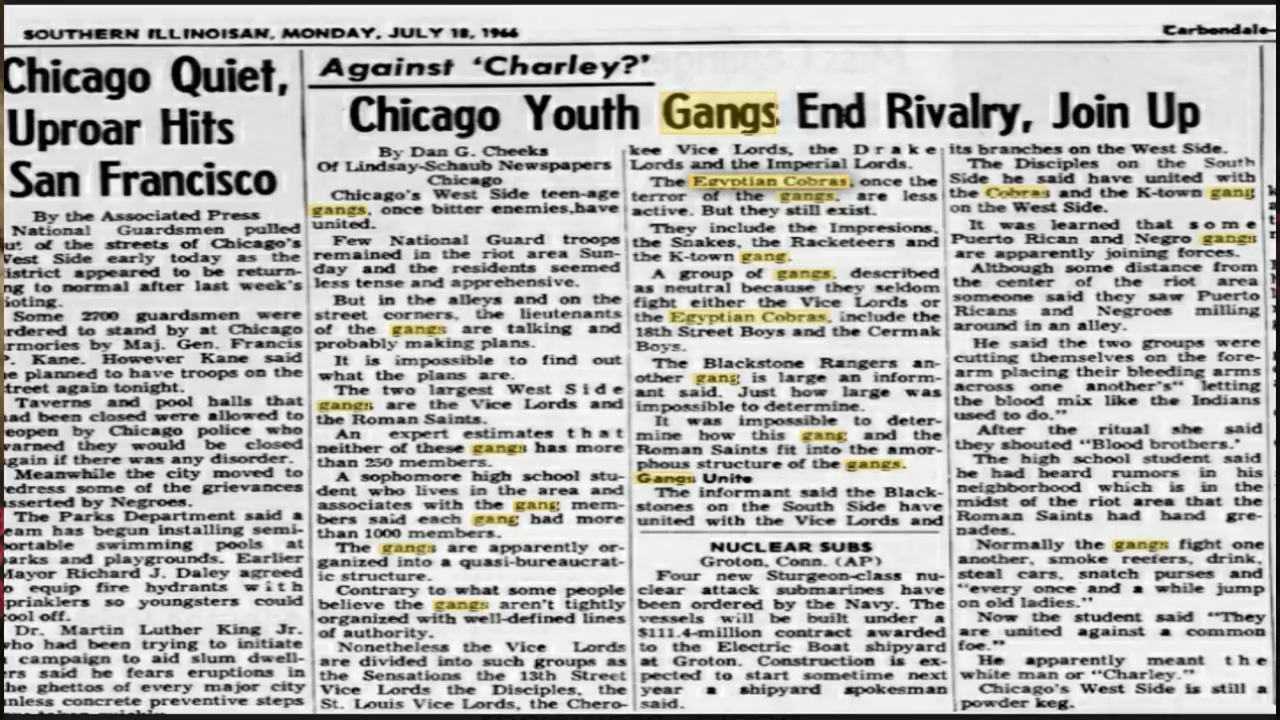 SOUTHERN ILLINOISAN, MONDAY, JULY 18, 1966
Carbondale
Chicago Quiet,
Uproar Hits
San Francisco
By the Associated Press
National Guardsmen pulled
of the streets of Chicago's
West Side early today as the
district appeared to be return-
to normal after last week's
Some 2700 guardsmen were
ordered to stand by at Chicago
armories by Maj. Gen. Francis
P. Kane. However Kane said
he planned to have troops on the
street again tonight.
Taverns and pool halls that
had been closed were allowed to
reopen by Chicago police who
warned they would be closed
again if there was any disorder.
Meanwhile the city moved to
redress some of the grievances
asserted by Negroes.
The Parks Department said a
team has begun installing semi-
portable swimming pools at
parks and playgrounds. Earlier
Mayor Richard J. Daley agreed
to equip fire hydrants with
sprinklers so youngsters could
cool off.
Dr. Martin Luther King Jr.
who had been trying to initiate
a campaign to aid slum dwell-
ers said he fears eruptions in
the ghettos of every major city
unless concrete preventive steps
Against 'Charley?'
Chicago Youth Gangs End Rivalry, Join Up
By Dan G. Cheeks
Of Lindsay-Schaub Newspapers
Chicago
Chicago's West Side teen-age
gangs, once bitter enemies,have
united.
Few National Guard troops
remained in the riot area Sun-
day and the residents seemed
less tense and apprehensive.
But in the alleys and on the
street corners, the lieutenants
of the gangs are talking and
probably making plans.
It is impossible to find out
what the plans are.
The two largest West Side
gangs are the Vice Lords and
the Roman Saints.
An expert estimates that
neither of these gangs has more
than 250 members.
A sophomore high school stu-
dent who lives in the area and
associates with the gang mem-
bers said each gang had more
than 1000 members.
The gangs are apparently or-
ganized into a quasi-bureaucrat-
ic structure.
Contrary to what some people
believe the gangs aren't tightly
organized with well-defined lines
of authority.
Nonetheless the Vice Lords
are divided into such groups as
the Sensations the 13th Street
Vice Lords the Disciples, the
St. Louis Vice Lords, the Chero-
kee Vice Lords, the Drake
Lords and the Imperial Lords.
The Egyptian Cobras, once the
terror of the gangs, are less
active. But they still exist.
They include the Impresions,
the Snakes, the Racketeers and
the K-town gang.
A group of gangs, described
as neutral because they seldom
fight either the Vice Lords or
the Egyptian Cobras, include the
18th Street Boys and the Cermak
Boys.
The Blackstone Rangers an-
other gang is large an inform-
ant said. Just how large was
impossible to determine.
It was impossible to deter-
mine how this gang and the
Roman Saints fit into the amor-
phous structure of the gangs.
Gangs Unite
The informant said the Black-
stones on the South Side have
united with the Vice Lords and
NUCLEAR SUBS
Groton, Conn. (AP)
Four new Sturgeon-class nu-
clear attack submarines have
been ordered by the Navy. The
vessels will be built under a
$111.4-million contract awarded
to the Electric Boat shipyard
at Groton. Construction is ex-
pected to start sometime next
year a shipyard spokesman
said.
its branches on the West Side.
The Disciples on the South
Side he said have united with
the Cobras and the K-town gang
on the West Side.
It was learned that some
Puerto Rican and Negro gangs
are apparently joining forces.
Although some distance from
the center of the riot area
someone said they saw Puerto
Ricans and Negroes milling
around in an alley.
He said the two groups were
cutting themselves on the fore-
arm placing their bleeding arms
across one another's" letting
the blood mix like the Indians
used to do."
After the ritual she said
they shouted "Blood brothers."
The high school student said
he had heard rumors in his
neighborhood which is in the
midst of the riot area that the
Roman Saints had hand gre-
nades.
Normally the gangs fight one
another, smoke reefers, drink,
steal cars, snatch purses and
"every once and a while jump
on old ladies."
Now the student said "They
are united against a common
foe."
He apparently meant the
white man or "Charley."
Chicago's West Side is still a
powder keg.